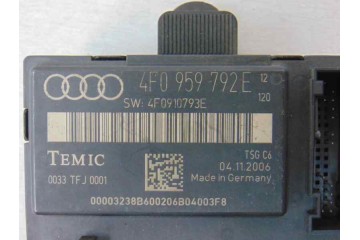 4F0 959 792E 12
120
SW: 4F0910793E
TEMIC TSG C6
0033 TFJ 0001 04.11.2006
Made in Germany
00003238B600206B04003F8